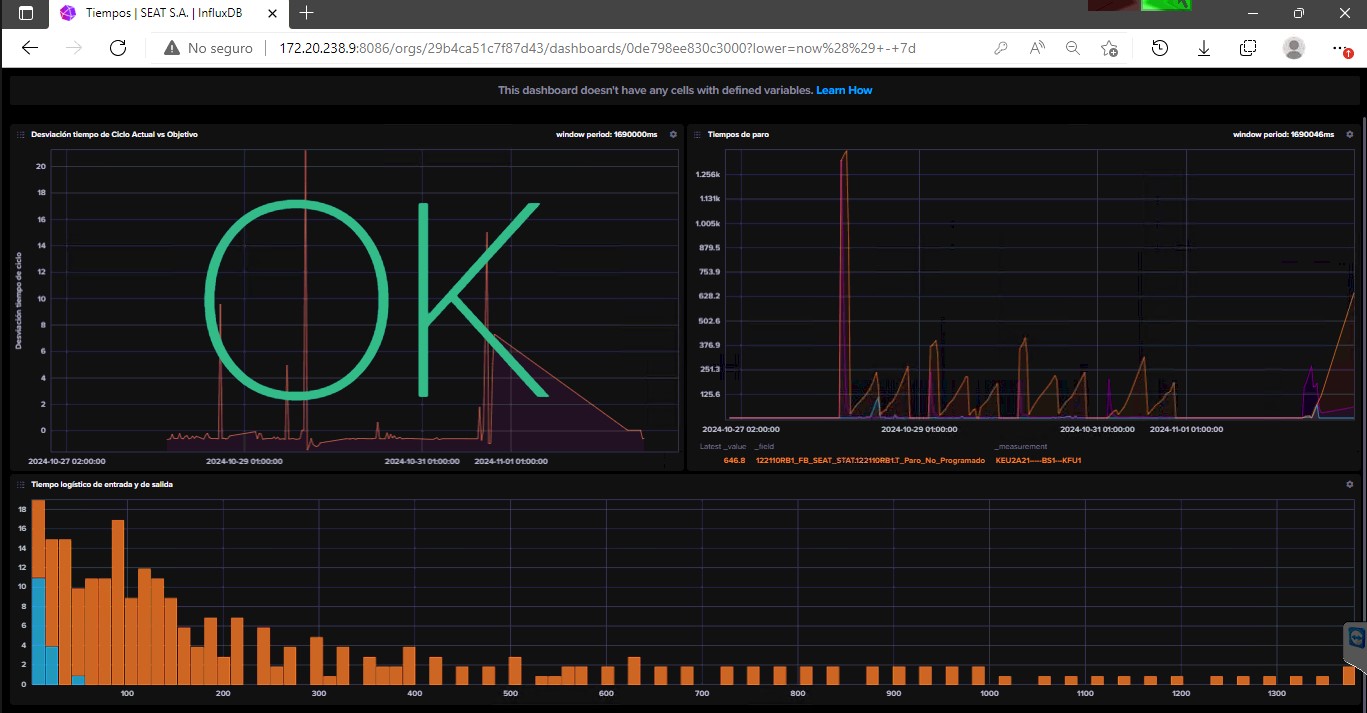 Tiempos | SEAT S.A. | InfluxDB
No seguro
172.20.238.9:8086/orgs/29b4ca51c7f87d43/dashboards/0de798ee830c3000?lower=now%28%29+-+7d
This dashboard doesn't have any cells with defined variables. Learn How
Desviación tiempo de Ciclo Actual vs Objetivo
window period: 1690000ms
Desviación tiempo de ciclo
20
18
16
14
12
10
8
6
4
2
0
2024-10-27 02:00:00
2024-10-29 01:00:00
2024-10-31 01:00:00
2024-11-01 01:00:00
OK
Tiempos de paro
window period: 1690046ms
1.256k
1.131k
1.005k
879.5
753.9
628.2
502.6
376.9
251.3
125.6
2024-10-27 02:00:00
2024-10-29 01:00:00
2024-10-31 01:00:00
2024-11-01 01:00:00
Latest _value _field _measurement
646.8 122110RB1_FB_SEAT_STAT.122110RB1.T_Paro_No_Programado KEU2A21-----BS1---KFU1
Tiempo logístico de entrada y de salida
18
16
14
12
10
8
6
4
2
0
100 200 300 400 500 600 700 800 900 1000 1100 1200 1300